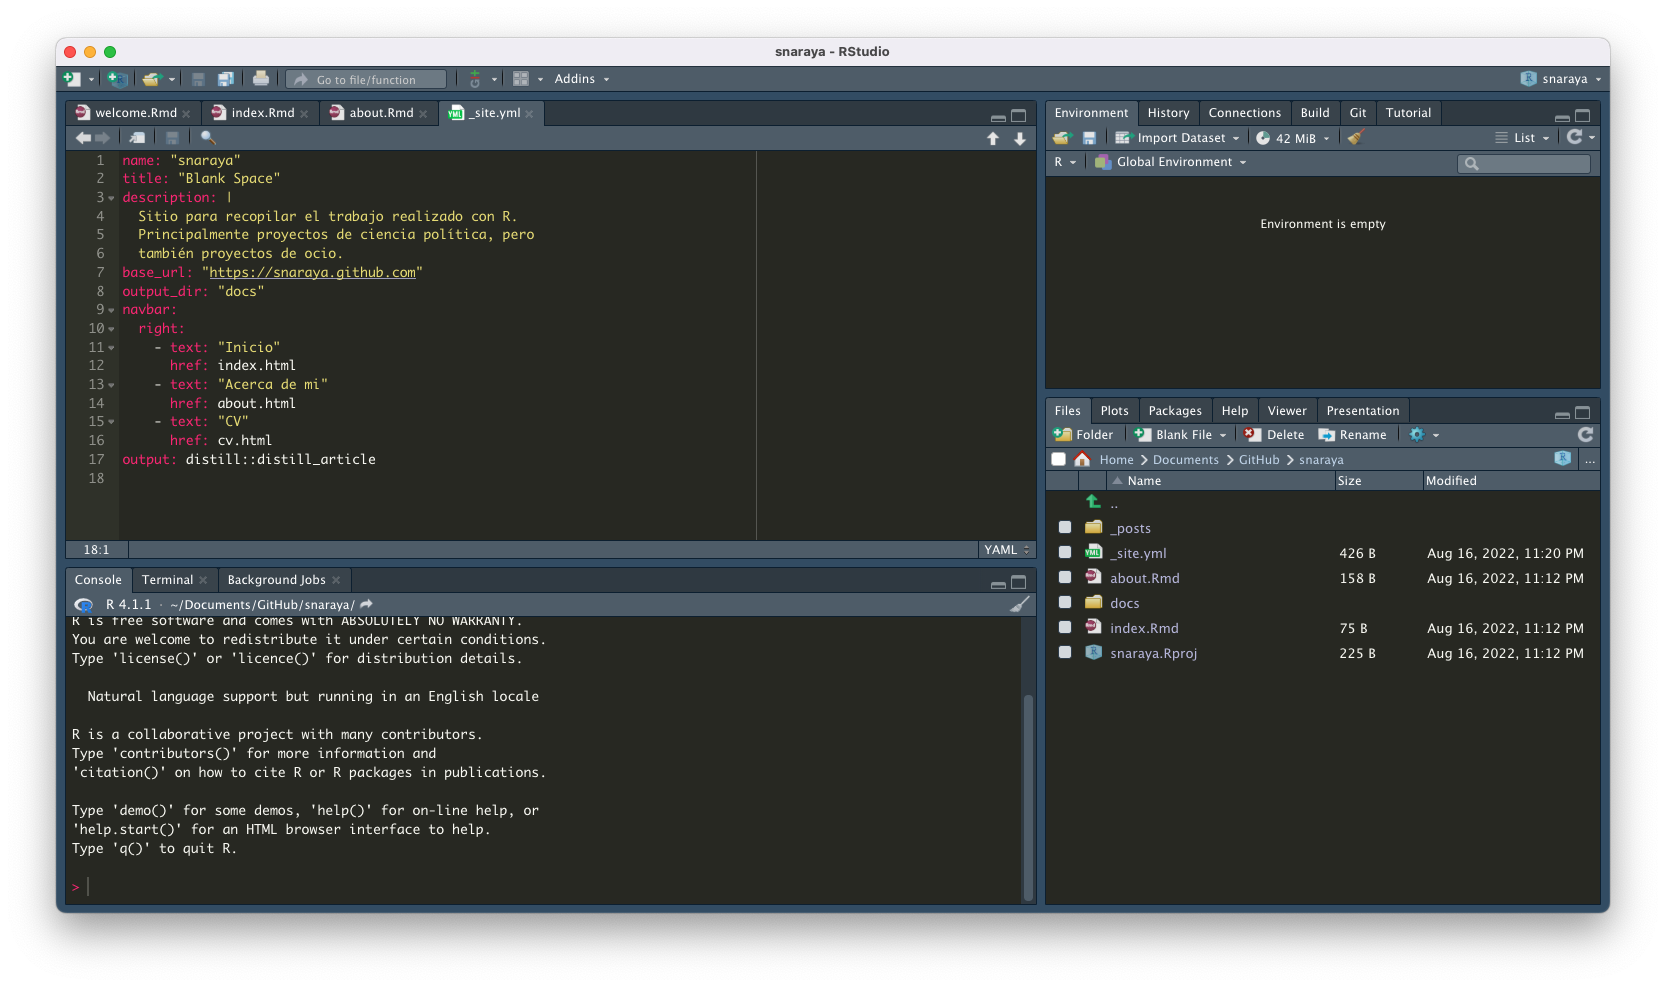 snaraya - RStudio
Go to file/function
Addins
snaraya
welcome.Rmd
index.Rmd
about.Rmd
_site.yml
1 name: "snaraya"
2 title: "Blank Space"
3 description: |
4 Sitio para recopilar el trabajo realizado con R.
5 Principalmente proyectos de ciencia política, pero
6 también proyectos de ocio.
7 base_url: "https://snaraya.github.com"
8 output_dir: "docs"
9 navbar:
10 right:
11 - text: "Inicio"
12 href: index.html
13 - text: "Acerca de mi"
14 href: about.html
15 - text: "CV"
16 href: cv.html
17 output: distill::distill_article
18
18:1 YAML
Console Terminal Background Jobs
R 4.1.1 · ~/Documents/GitHub/snaraya/
R is free software and comes with ABSOLUTELY NO WARRANTY.
You are welcome to redistribute it under certain conditions.
Type 'license()' or 'licence()' for distribution details.
Natural language support but running in an English locale
R is a collaborative project with many contributors.
Type 'contributors()' for more information and
'citation()' on how to cite R or R packages in publications.
Type 'demo()' for some demos, 'help()' for on-line help, or
'help.start()' for an HTML browser interface to help.
Type 'q()' to quit R.
>
Environment History Connections Build Git Tutorial
Import Dataset 42 MiB List
R Global Environment
Environment is empty
Files Plots Packages Help Viewer Presentation
Folder Blank File Delete Rename
Home Documents GitHub snaraya ...
Name Size Modified
..
_posts
_site.yml 426 B Aug 16, 2022, 11:20 PM
about.Rmd 158 B Aug 16, 2022, 11:12 PM
docs
index.Rmd 75 B Aug 16, 2022, 11:12 PM
snaraya.Rproj 225 B Aug 16, 2022, 11:12 PM